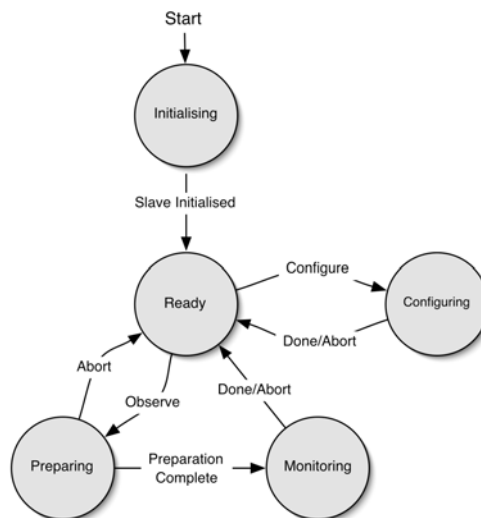 Start
Initialising
Slave Initialised
Ready
Configure
Configuring
Done/Abort
Abort
Observe
Done/Abort
Preparing
Preparation
Complete
Monitoring